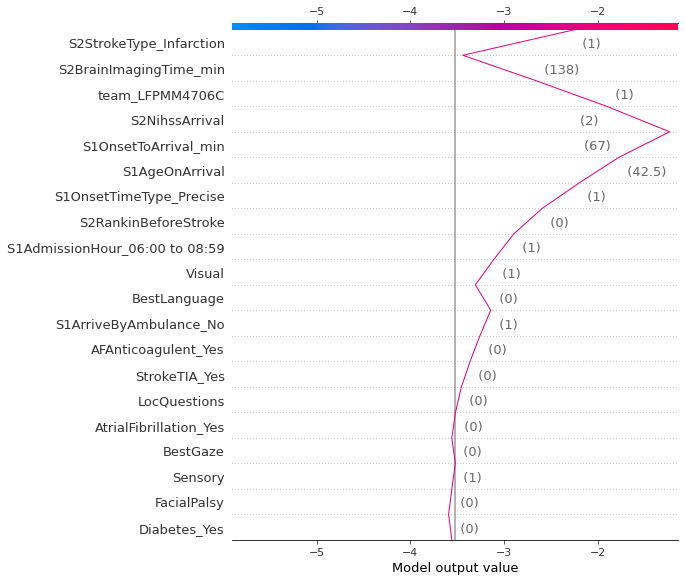 −5 −4 −3 −2
S2StrokeType_Infarction (1)
S2BrainImagingTime_min (138)
team_LFPMM4706C (1)
S2NihssArrival (2)
S1OnsetToArrival_min (67)
S1AgeOnArrival (42.5)
S1OnsetTimeType_Precise (1)
S2RankinBeforeStroke (0)
S1AdmissionHour_06:00 to 08:59 (1)
Visual (1)
BestLanguage (0)
S1ArriveByAmbulance_No (1)
AFAnticoagulent_Yes (0)
StrokeTIA_Yes (0)
LocQuestions (0)
AtrialFibrillation_Yes (0)
BestGaze (0)
Sensory (1)
FacialPalsy (0)
Diabetes_Yes (0)
−5 −4 −3 −2
Model output value